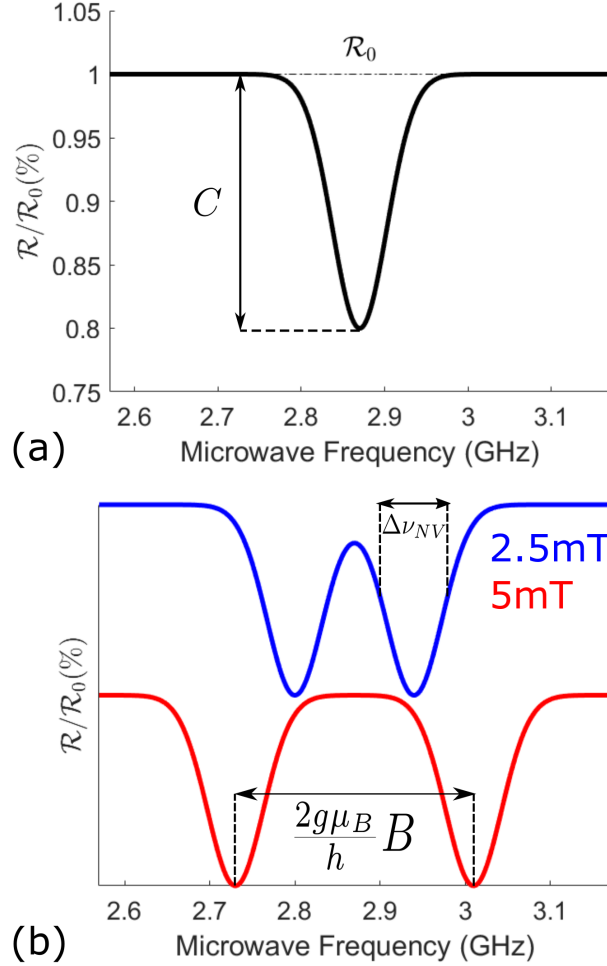 1.05
ℛ₀
1
0.95
0.9
0.85
0.8
0.75
C
ℛ/ℛ₀(%)
2.6 2.7 2.8 2.9 3 3.1
(a)
Microwave Frequency (GHz)
Δν_NV
2.5mT
5mT
ℛ/ℛ₀(%)
2gμ_B/h B
2.6 2.7 2.8 2.9 3 3.1
(b)
Microwave Frequency (GHz)